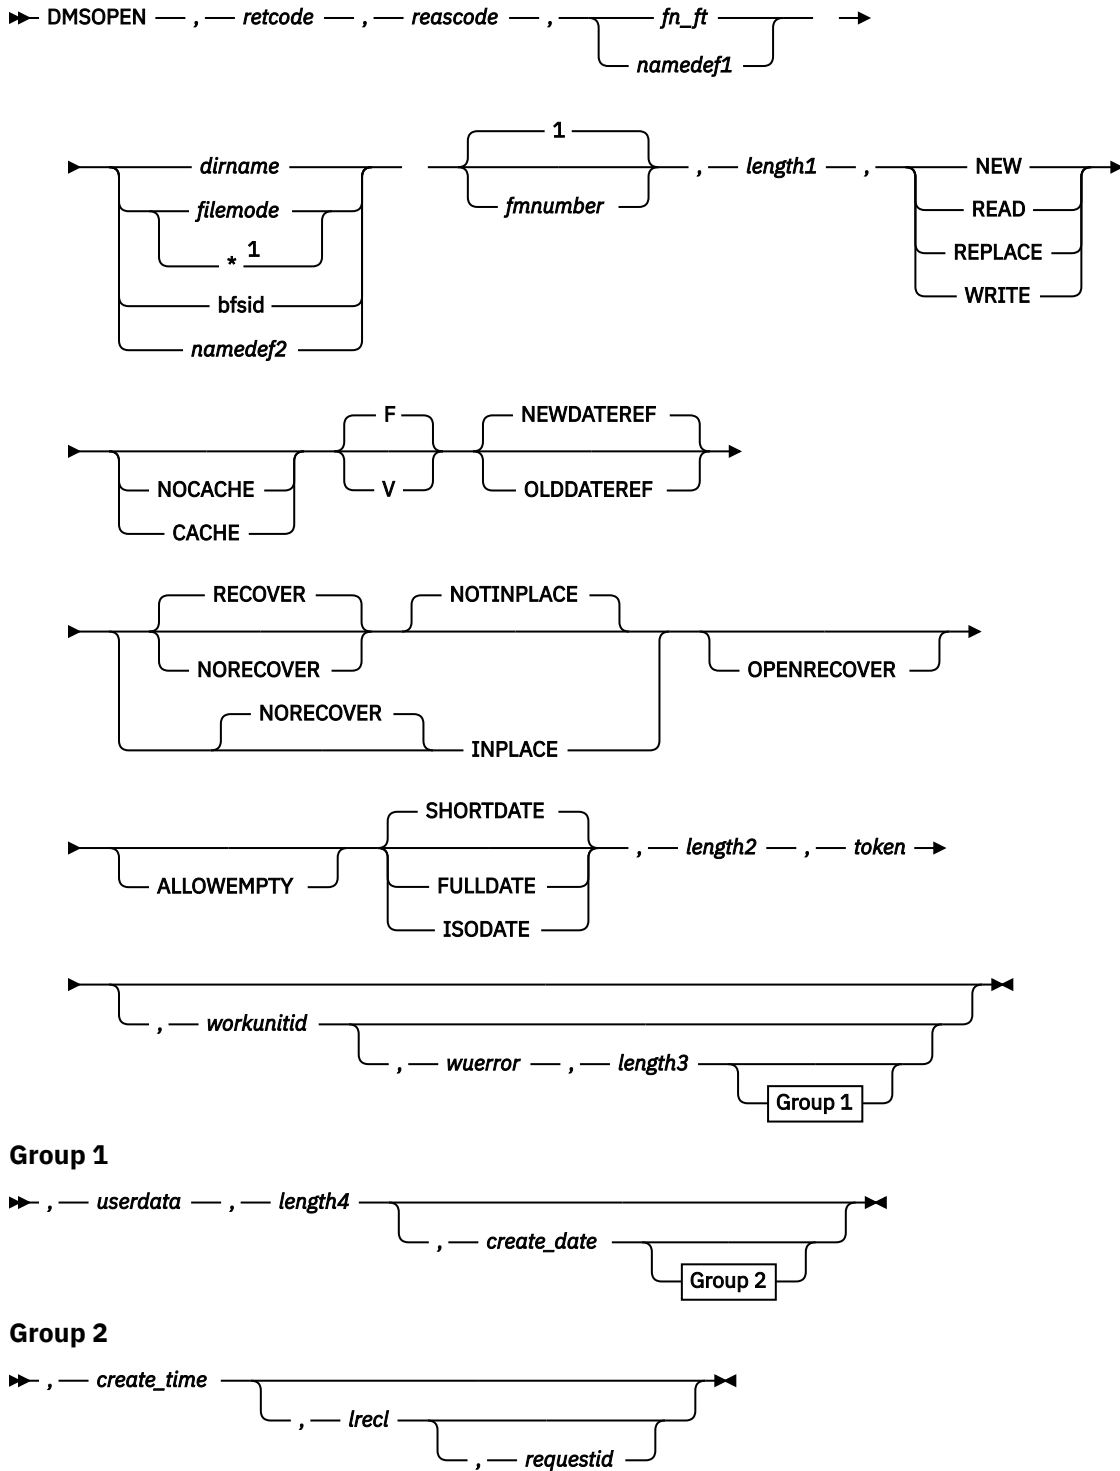 DMSOPEN , retcode , reascode , fn_ft
namedef1
1
dirname , length1 , NEW
filemode fmnumber READ
* 1 REPLACE
bfsid WRITE
namedef2
F NEWDATEREF
NOCACHE V OLDDATEREF
CACHE
RECOVER NOTINPLACE
NORECOVER OPENRECOVER
NORECOVER
INPLACE
SHORTDATE
, length2 , token
ALLOWEMPTY FULLDATE
ISODATE
, workunitid
, wuerror , length3
Group 1
Group 1
, userdata , length4
, create_date
Group 2
Group 2
, create_time
, lrecl
, requestid